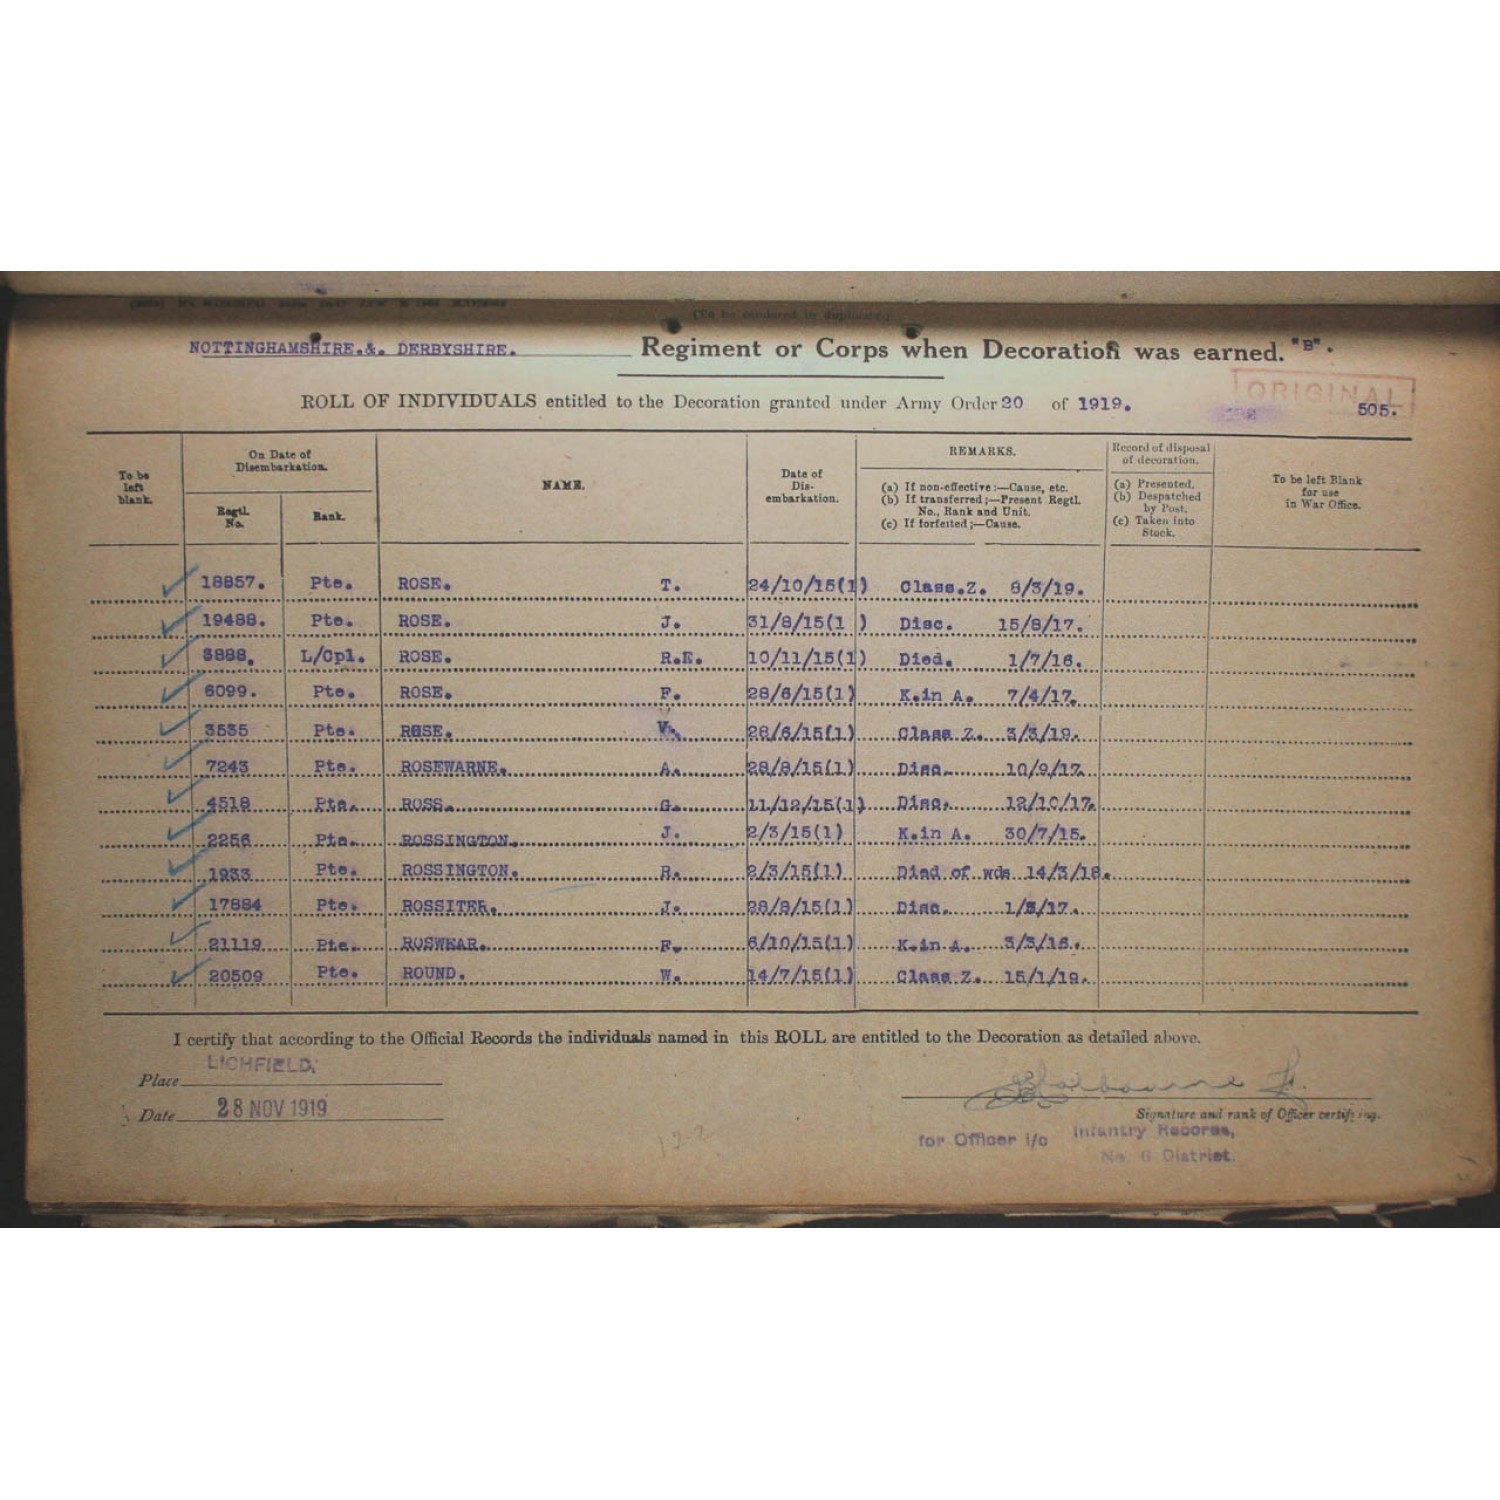 (To be rendered in duplicate.)
NOTTINGHAMSHIRE.&. DERBYSHIRE. Regiment or Corps when Decoration was earned. "B".
ORIGINAL
ROLL OF INDIVIDUALS entitled to the Decoration granted under Army Order 20 of 1919. 505.
To be left blank.
On Date of Disembarkation.
Regtl. No.
Rank.
NAME.
Date of Dis-embarkation.
REMARKS.
(a) If non-effective:—Cause, etc.
(b) If transferred;—Present Regtl. No., Rank and Unit.
(c) If forfeited;—Cause.
Record of disposal of decoration.
(a) Presented.
(b) Despatched by Post.
(c) Taken into Stock.
To be left Blank for use in War Office.
18857. Pte. ROSE. T. 24/10/15(1) Class.Z. 8/3/19.
19488. Pte. ROSE. J. 31/8/15(1 ) Disc. 15/8/17.
3888. L/Cpl. ROSE. R.E. 10/11/15(1) Died. 1/7/16.
6099. Pte. ROSE. F. 28/6/15(1) K.in A. 7/4/17.
3535 Pte. ROSE. 28/6/15(1) Class Z. 3/3/19.
7243 Pte. ROSEWARNE. A. 28/8/15(1) Disc. 10/9/17.
4518 Pte. ROSS. G. 11/12/15(1) Disc. 12/10/17.
2256 Pte. ROSSINGTON. J. 2/3/15(1) K.in A. 30/7/15.
1933 Pte. ROSSINGTON. R. 2/3/15(1) Died of wds 14/3/18.
17884 Pte. ROSSITER. J. 28/8/15(1) Disc.
21119 Pte. ROSWEAR. F. 6/10/15(1) K.in A. 3/3/16.
20509 Pte. ROUND. W. 14/7/15(1) Class Z. 15/1/19.
I certify that according to the Official Records the individuals named in this ROLL are entitled to the Decoration as detailed above.
Place LICHFIELD.
Date 28 NOV 1919
Signature and rank of Officer certifying.
for Officer i/c Infantry Records,
No. 6 District.
122